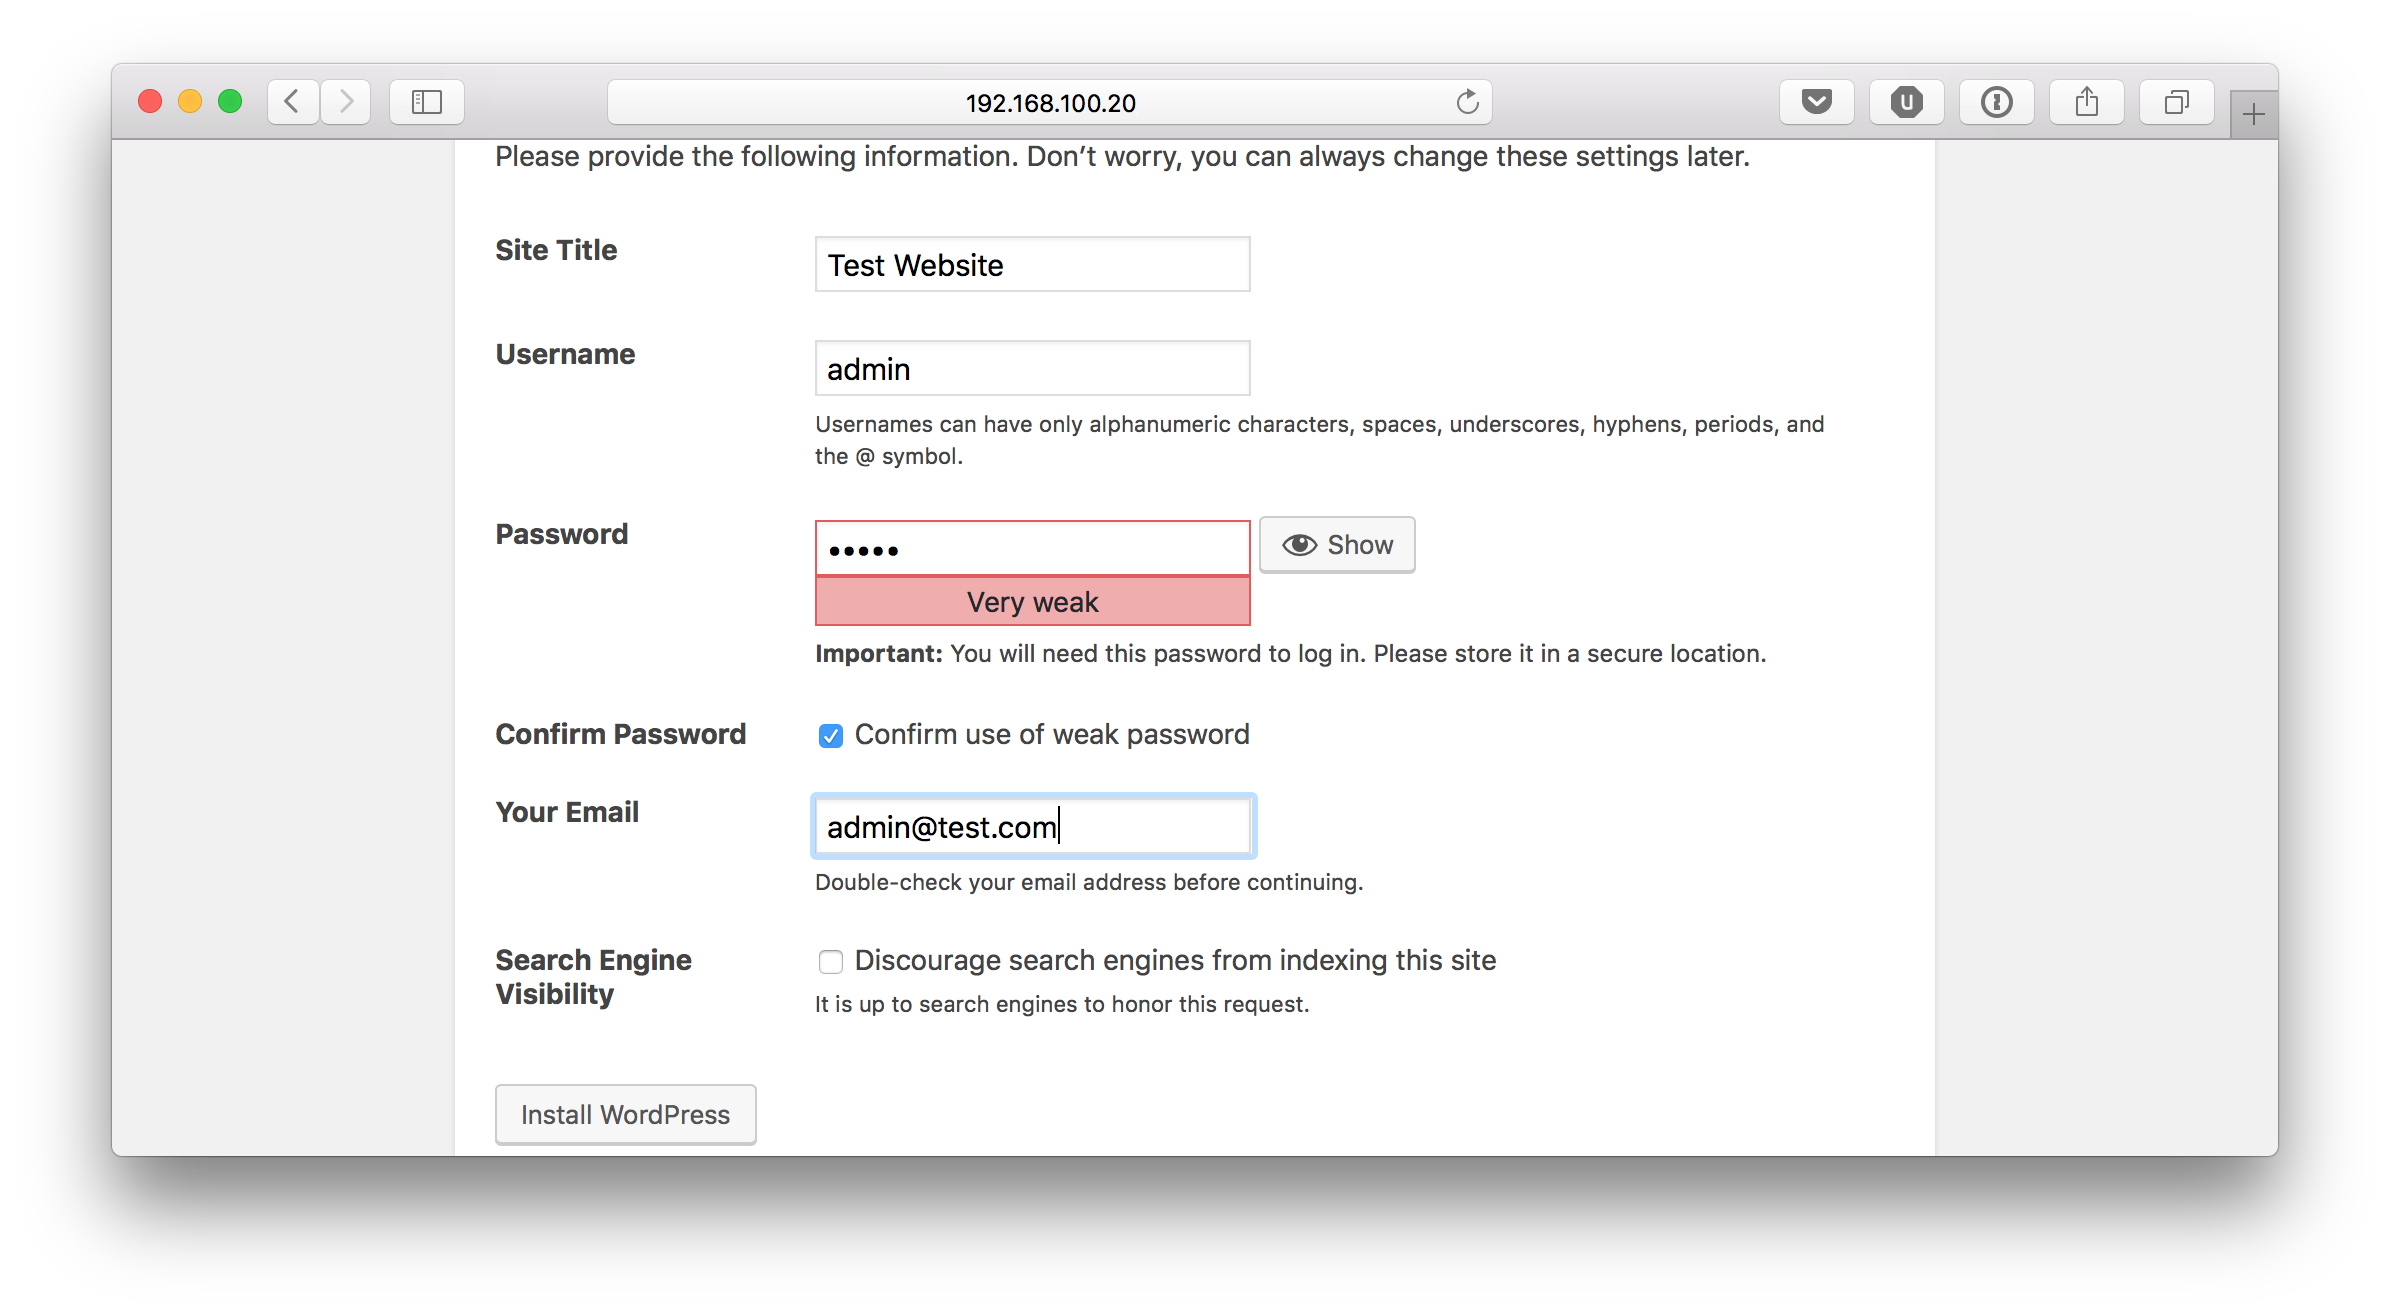 192.168.100.20
Please provide the following information. Don’t worry, you can always change these settings later.
Site Title
Test Website
Username
admin
Usernames can have only alphanumeric characters, spaces, underscores, hyphens, periods, and
the @ symbol.
Password
•••••
Show
Very weak
Important: You will need this password to log in. Please store it in a secure location.
Confirm Password
Confirm use of weak password
Your Email
admin@test.com
Double-check your email address before continuing.
Search Engine
Visibility
Discourage search engines from indexing this site
It is up to search engines to honor this request.
Install WordPress